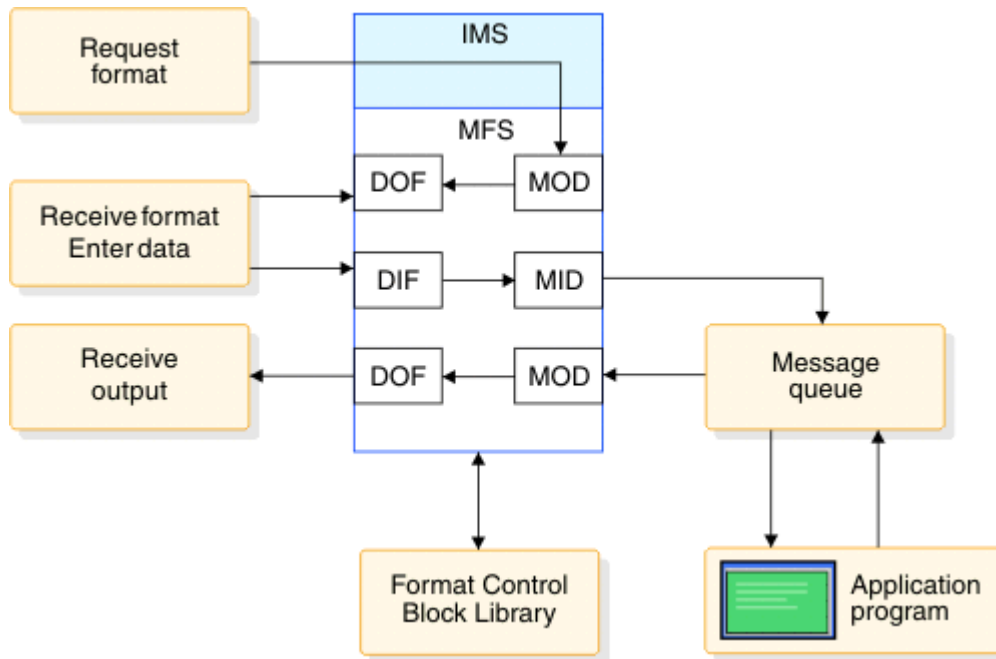 Request
format
IMS
MFS
DOF
MOD
Receive format
Enter data
DIF
MID
Receive
output
DOF
MOD
Message
queue
Format Control
Block Library
Application
program